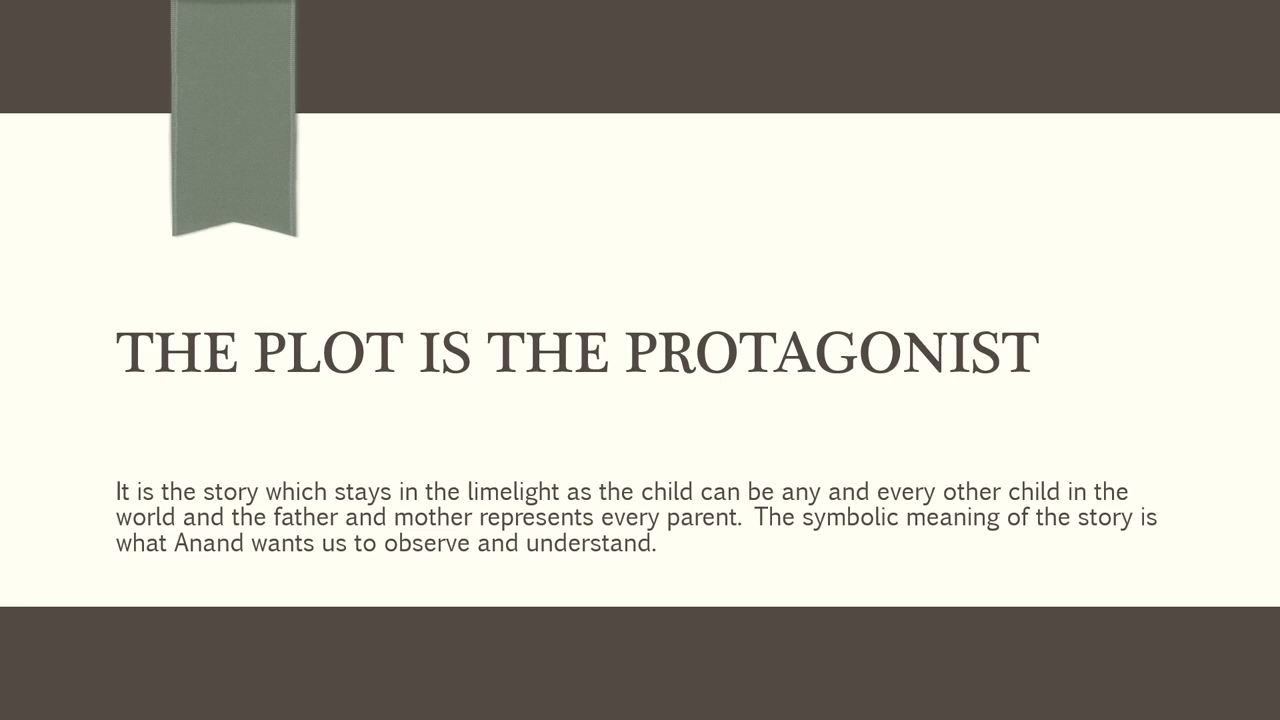 THE PLOT IS THE PROTAGONIST
It is the story which stays in the limelight as the child can be any and every other child in the
world and the father and mother represents every parent.  The symbolic meaning of the story is
what Anand wants us to observe and understand.